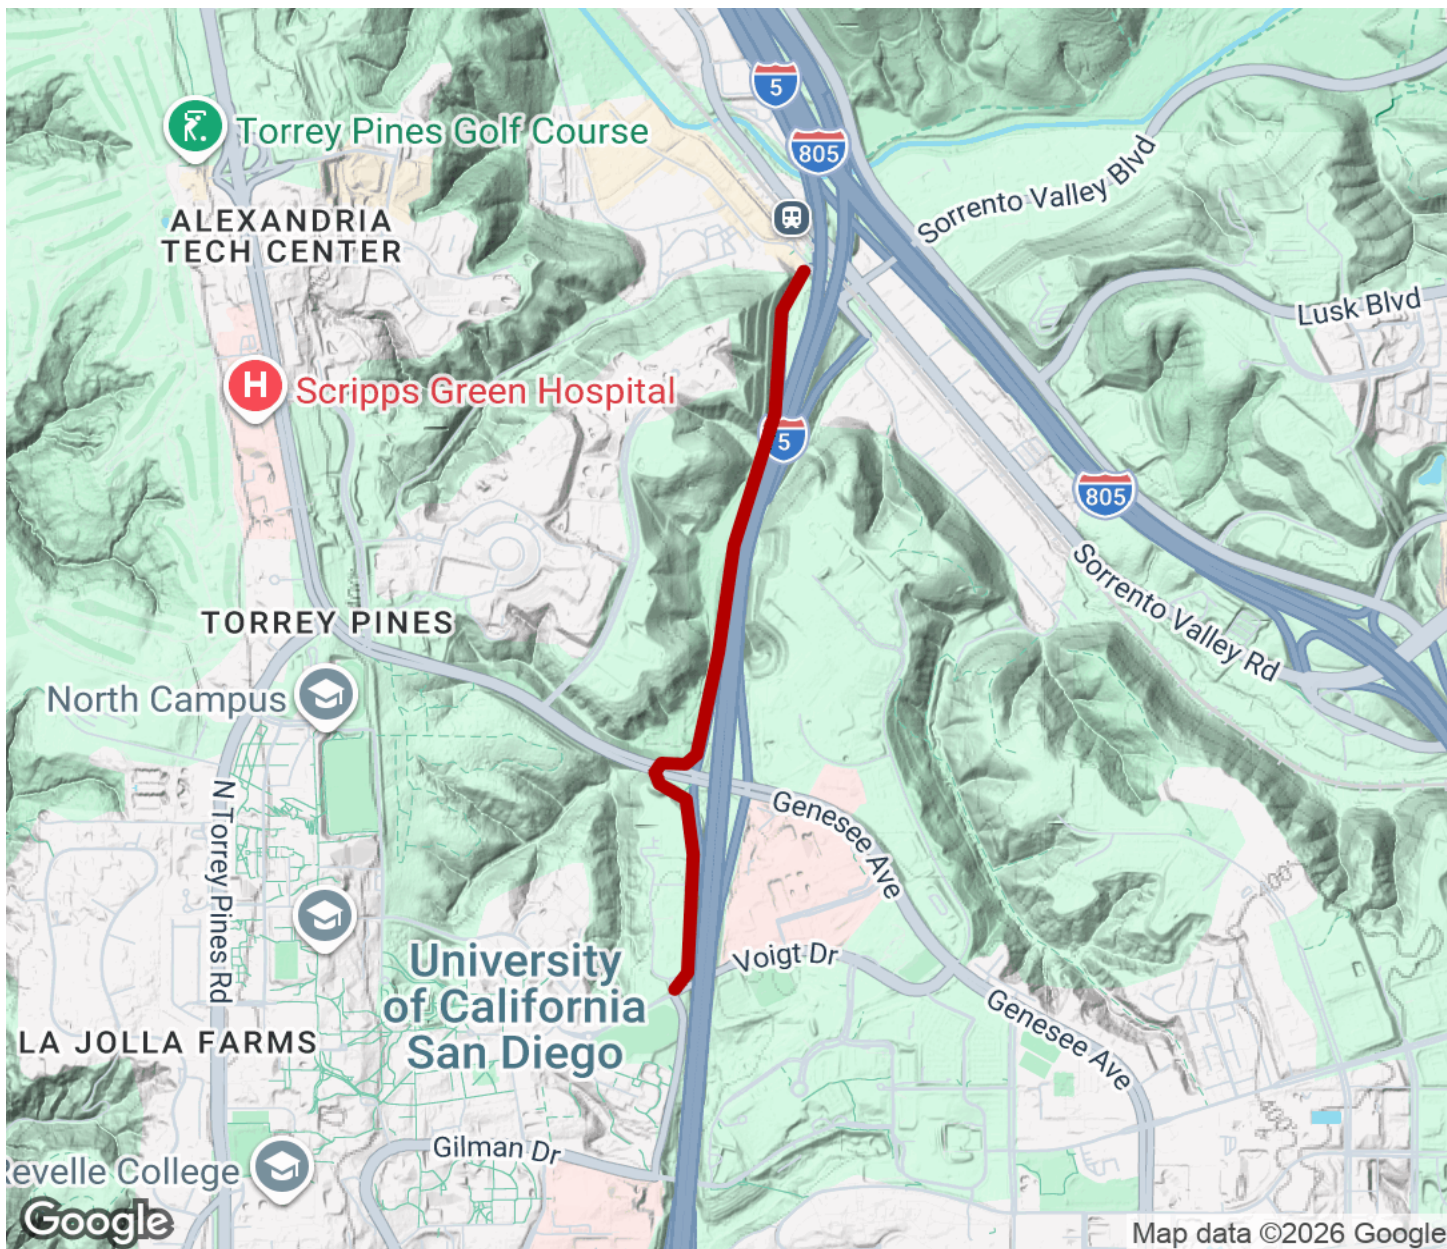 5
805
Torrey Pines Golf Course
Sorrento Valley Blvd
ALEXANDRIA
TECH CENTER
Lusk Blvd
H
Scripps Green Hospital
5
805
Sorrento Valley Rd
TORREY PINES
North Campus
N Torrey Pines Rd
Genesee Ave
400'
Voigt Dr
University
of California
San Diego
Genesee Ave
LA JOLLA FARMS
Gilman Dr
Revelle College
Google
Map data ©2026 Google